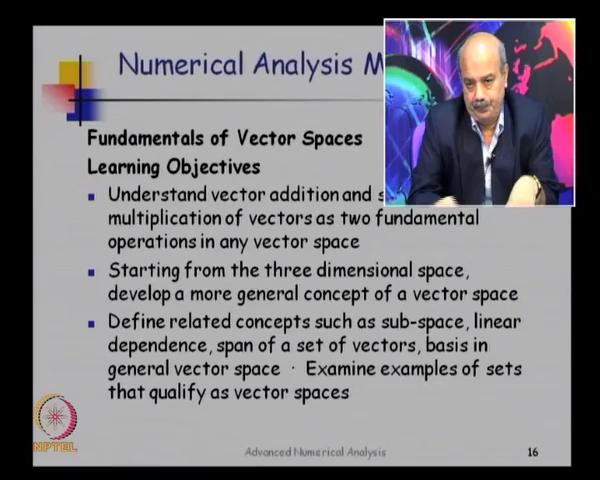 Numerical Analysis M
Fundamentals of Vector Spaces
Learning Objectives
Understand vector addition and s
multiplication of vectors as two fundamental
operations in any vector space
Starting from the three dimensional space,
develop a more general concept of a vector space
Define related concepts such as sub-space, linear
dependence, span of a set of vectors, basis in
general vector space · Examine examples of sets
that qualify as vector spaces
NPTEL
Advanced Numerical Analysis
16